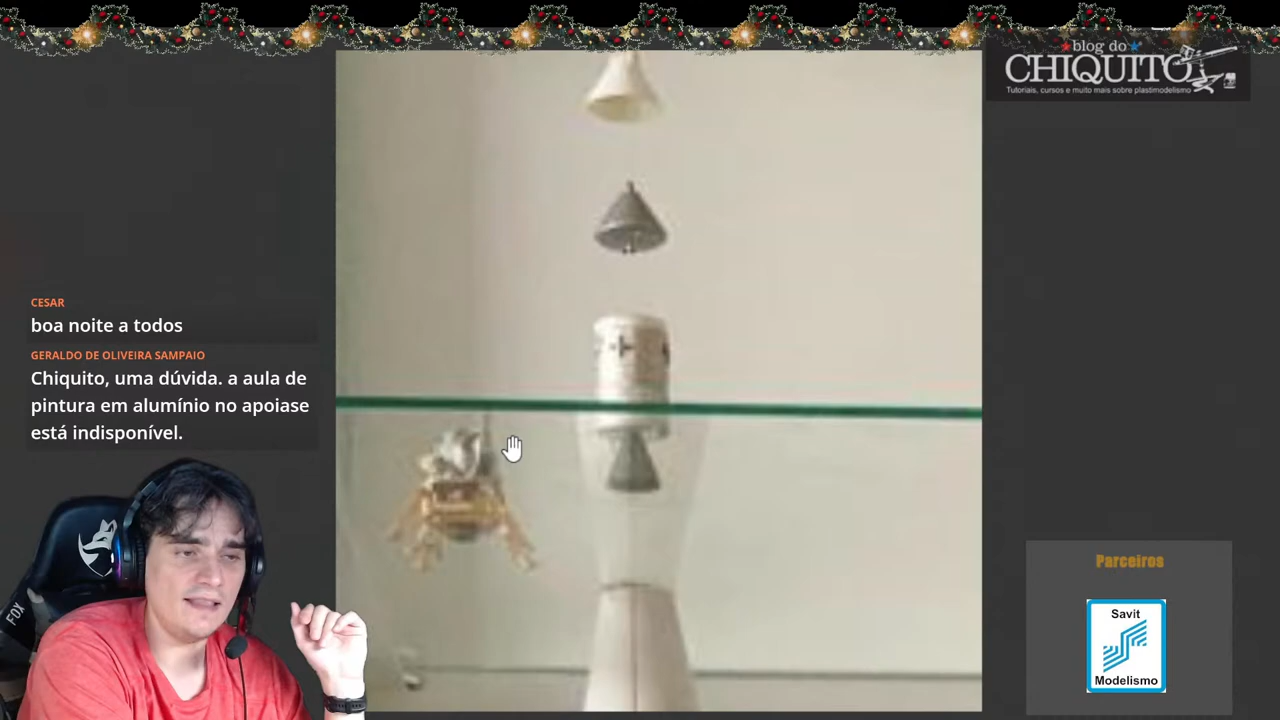 blog do
CHIQUITO
Tutoriais, cursos e muito mais sobre plastimodelismo
CESAR
boa noite a todos
GERALDO DE OLIVEIRA SAMPAIO
Chiquito, uma dúvida. a aula de
pintura em alumínio no apoiase
está indisponível.
FOX
Parceiros
Savit
Modelismo